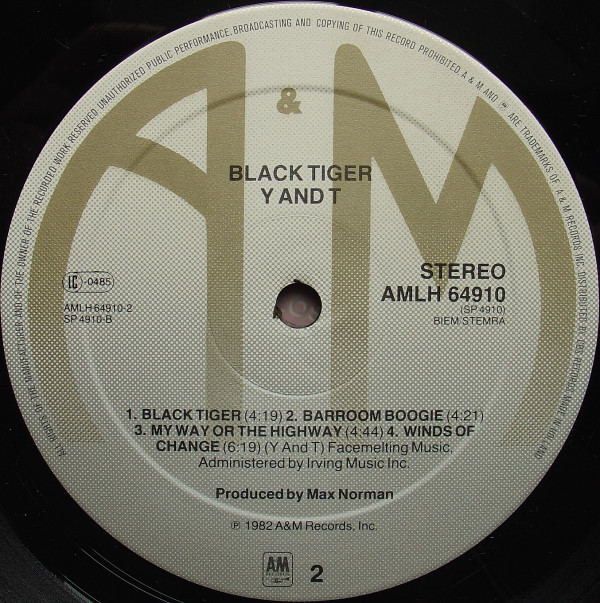 ALL RIGHTS OF THE MANUFACTURER AND OF THE OWNER OF THE RECORDED WORK RESERVED UNAUTHORIZED PUBLIC PERFORMANCE, BROADCASTING AND COPYING OF THIS RECORD PROHIBITED. A & M AND AM ARE TRADEMARKS OF A & M RECORDS INC. DISTRIBUTED BY CBS-RECORDS MADE IN HOLLAND
A & M
BLACK TIGER
Y AND T
LC-0485
STEREO
AMLH 64910
(SP 4910)
BIEM STEMRA
AMLH 64910-2
SP 4910-B
1. BLACK TIGER (4:19) 2. BARROOM BOOGIE (4:21)
3. MY WAY OR THE HIGHWAY (4:44) 4. WINDS OF
CHANGE (6:19) (Y And T) Facemelting Music,
Administered by Irving Music Inc.
Produced by Max Norman
℗ 1982 A&M Records, Inc.
AM
RECORDS
2